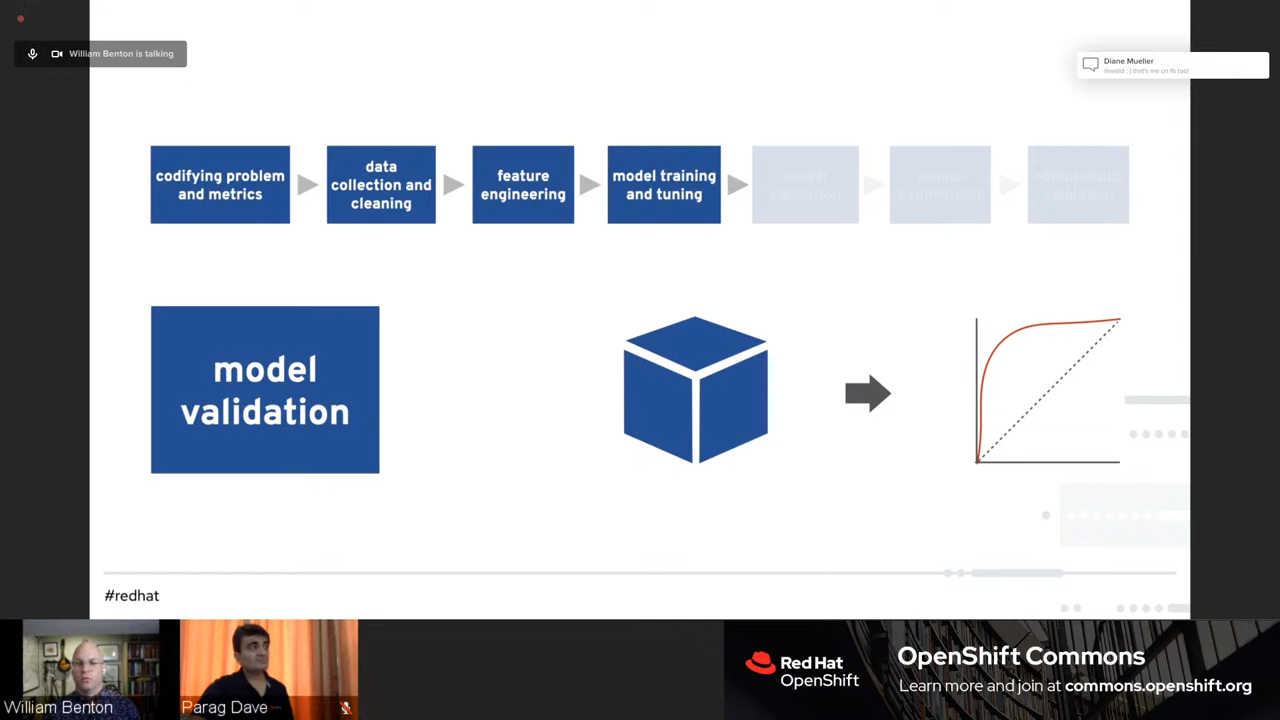 William Benton is talking
Diane Mueller
codifying problem
and metrics
data
collection and
cleaning
feature
engineering
model training
and tuning
model
validation
model
validation
#redhat
William Benton
Parag Dave
Red Hat
OpenShift
OpenShift Commons
Learn more and join at commons.openshift.org